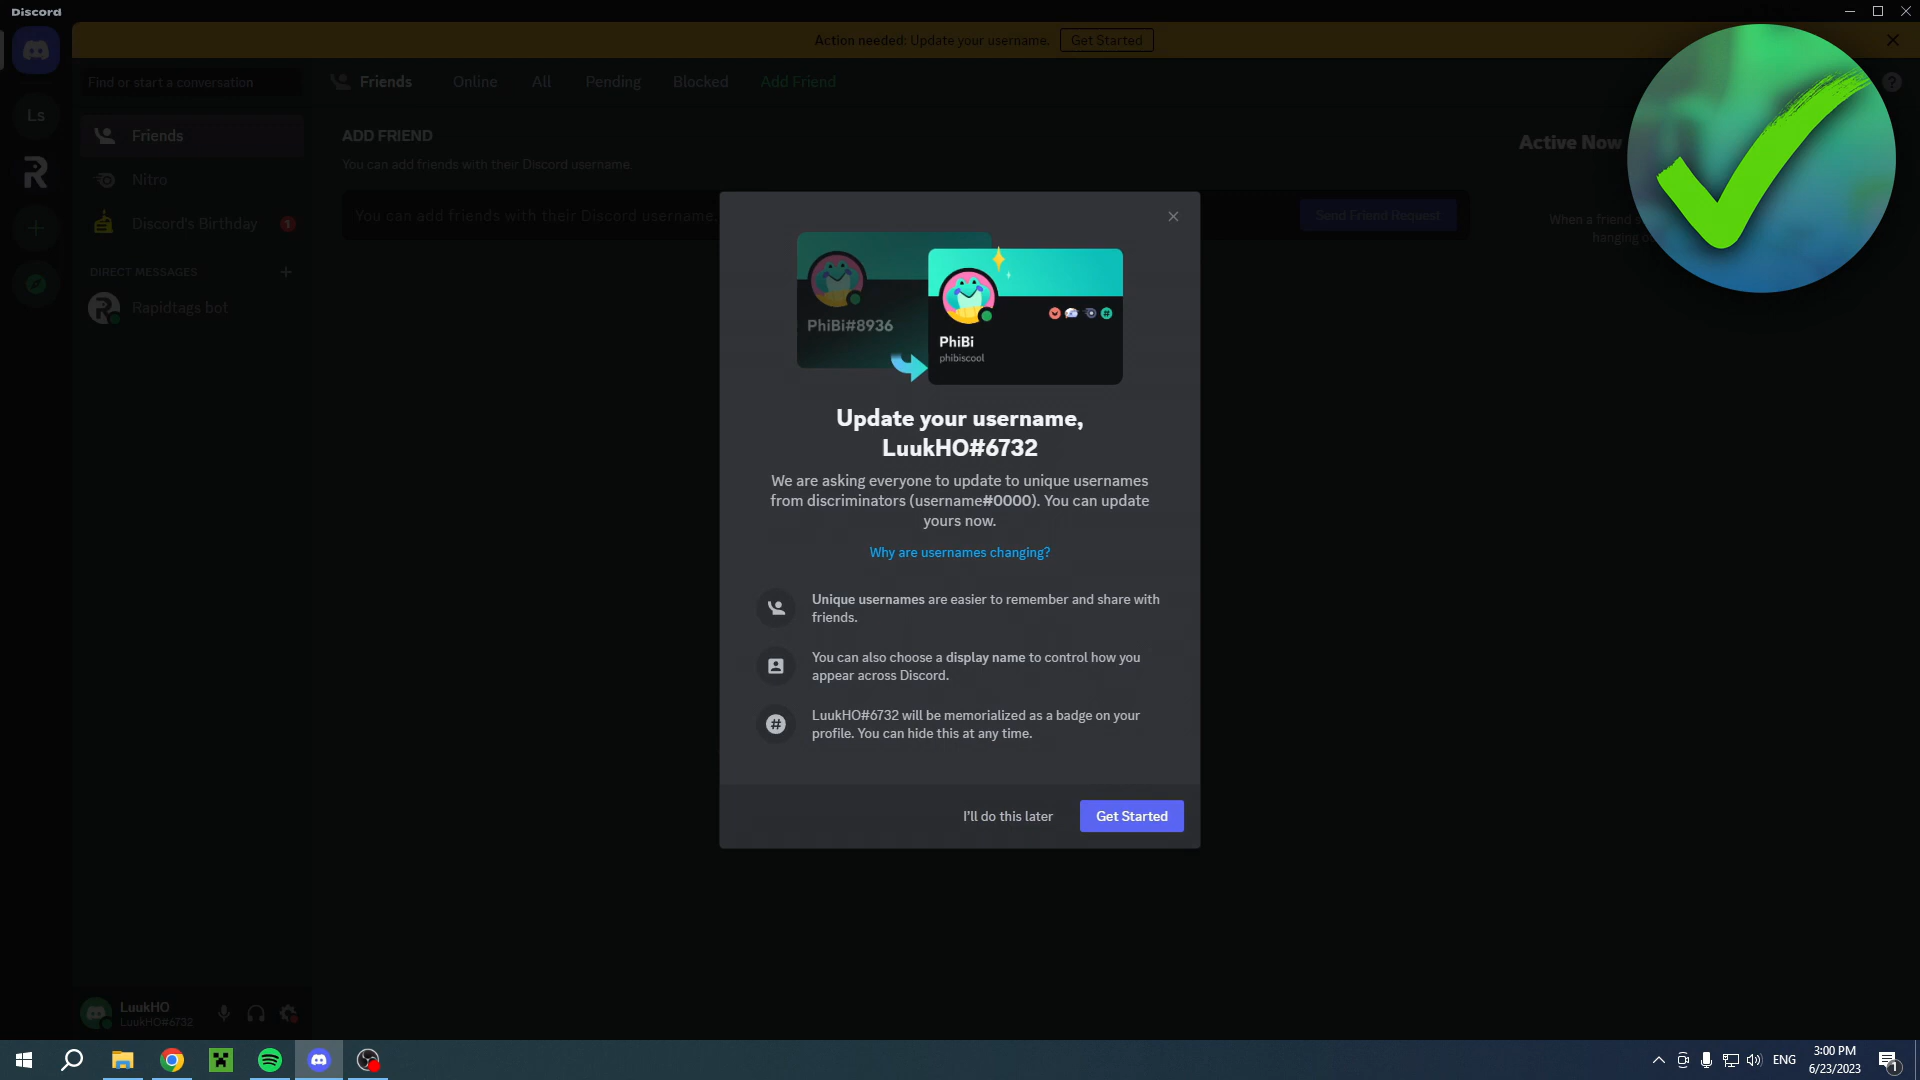 Discord
Action needed: Update your username.
Get Started
Find or start a conversation
Friends
Online
All
Pending
Blocked
Add Friend
Ls
Friends
Nitro
Discord's Birthday
1
DIRECT MESSAGES
Rapidtags bot
ADD FRIEND
You can add friends with their Discord username.
You can add friends with their Discord username.
Send Friend Request
Active Now
When a friend
hanging
PhiBi#8936
PhiBi
phibiscool
Update your username,
LuukHO#6732
We are asking everyone to update to unique usernames
from discriminators (username#0000). You can update
yours now.
Why are usernames changing?
Unique usernames are easier to remember and share with
friends.
You can also choose a display name to control how you
appear across Discord.
LuukHO#6732 will be memorialized as a badge on your
profile. You can hide this at any time.
I'll do this later
Get Started
LuukHO
LuukHO#6732
ENG
3:00 PM
6/23/2023
1